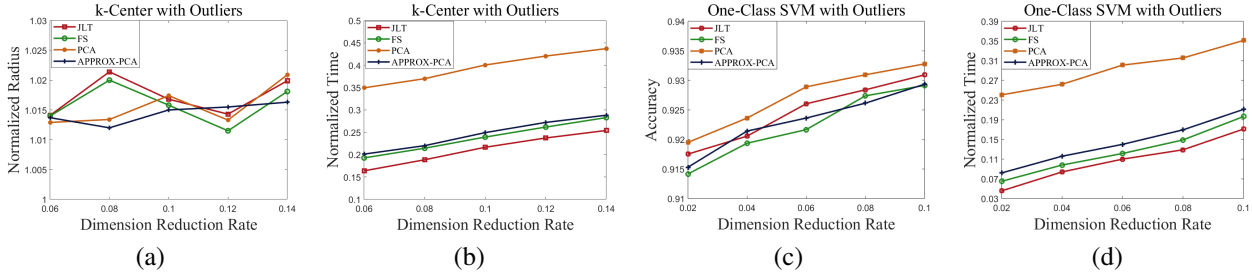 k-Center with Outliers
Normalized Radius
1.03
1.025
1.02
1.015
1.01
1.005
1
JLT
FS
PCA
APPROX-PCA
0.06 0.08 0.1 0.12 0.14
Dimension Reduction Rate
(a)
k-Center with Outliers
Normalized Time
0.5
0.45
0.4
0.35
0.3
0.25
0.2
0.15
0.1
JLT
FS
PCA
APPROX-PCA
0.06 0.08 0.1 0.12 0.14
Dimension Reduction Rate
(b)
One-Class SVM with Outliers
Accuracy
0.94
0.935
0.93
0.925
0.92
0.915
0.91
JLT
FS
PCA
APPROX-PCA
0.02 0.04 0.06 0.08 0.1
Dimension Reduction Rate
(c)
One-Class SVM with Outliers
Normalized Time
0.39
0.35
0.31
0.27
0.23
0.19
0.15
0.11
0.07
0.03
JLT
FS
PCA
APPROX-PCA
0.02 0.04 0.06 0.08 0.1
Dimension Reduction Rate
(d)